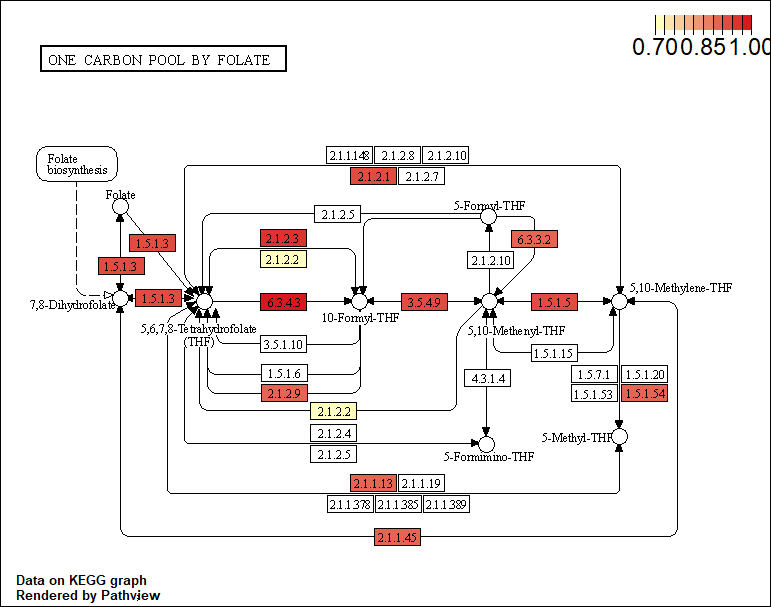 0.700.851.00
ONE CARBON POOL BY FOLATE
Folate
biosynthesis
2.1.1.148 2.1.2.8 2.1.2.10
2.1.2.1 2.1.2.7
Folate
5-Formyl-THF
2.1.2.5
1.5.1.3
2.1.2.3
6.3.3.2
2.1.2.2
2.1.2.10
1.5.1.3
1.5.1.3
6.3.4.3
3.5.4.9
1.5.1.5
5,10-Methylene-THF
7,8-Dihydrofolate
10-Formyl-THF
5,6,7,8-Tetrahydrofolate
(THF)
5,10-Methenyl-THF
3.5.1.10
1.5.1.15
1.5.1.6
4.3.1.4
1.5.7.1 1.5.1.20
2.1.2.9
1.5.1.53 1.5.1.54
2.1.2.2
2.1.2.4
5-Methyl-THF
2.1.2.5
5-Formimino-THF
2.1.1.13 2.1.1.19
2.1.1.378 2.1.1.385 2.1.1.389
2.1.1.45
Data on KEGG graph
Rendered by Pathview